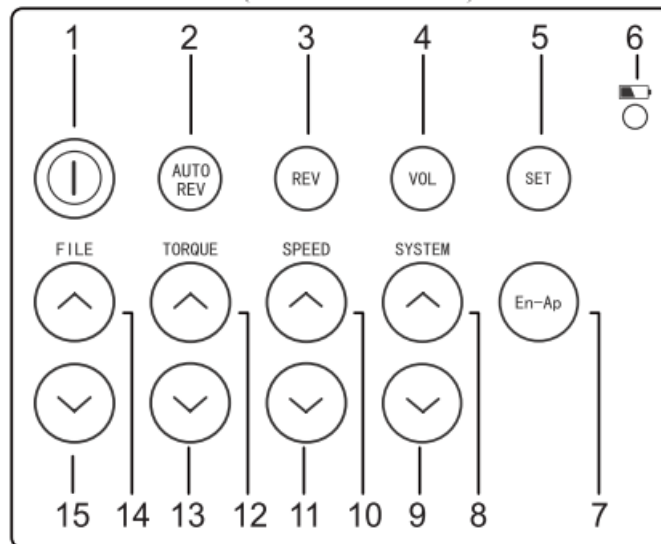 1 2 3 4 5 6
AUTO REV VOL SET
REV
FILE TORQUE SPEED SYSTEM
En-Ap
15 14 13 12 11 10 9 8 7